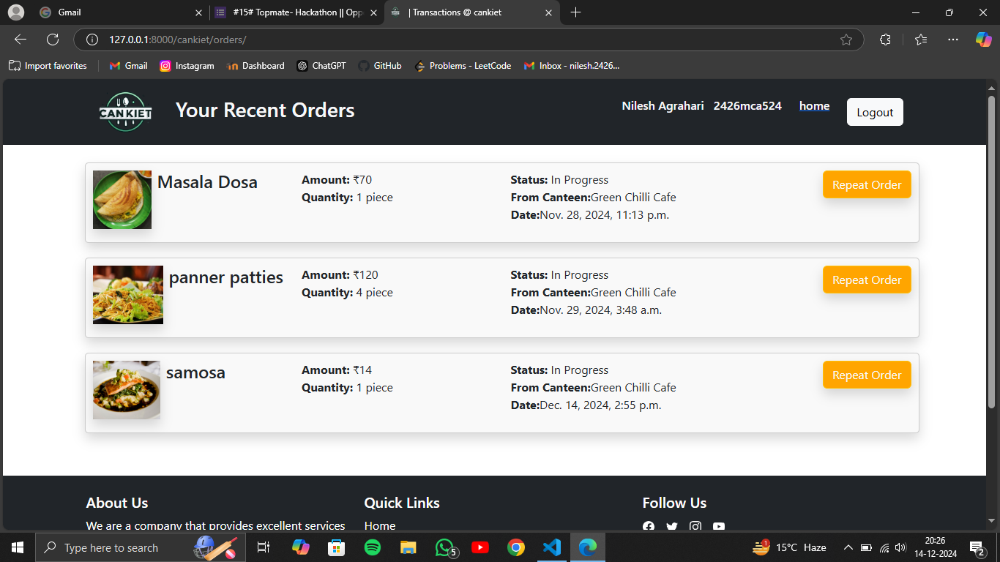 Gmail
#15# Topmate- Hackathon || Opp
| Transactions @ cankiet
127.0.0.1:8000/cankiet/orders/
Import favorites
Gmail
Instagram
Dashboard
ChatGPT
GitHub
Problems - LeetCode
Inbox - nilesh.2426...
CAN KIET
Your Recent Orders
Nilesh Agrahari 2426mca524 home Logout
Masala Dosa
Amount: ₹70
Quantity: 1 piece
Status: In Progress
From Canteen:Green Chilli Cafe
Date:Nov. 28, 2024, 11:13 p.m.
Repeat Order
panner patties
Amount: ₹120
Quantity: 4 piece
Status: In Progress
From Canteen:Green Chilli Cafe
Date:Nov. 29, 2024, 3:48 a.m.
Repeat Order
samosa
Amount: ₹14
Quantity: 1 piece
Status: In Progress
From Canteen:Green Chilli Cafe
Date:Dec. 14, 2024, 2:55 p.m.
Repeat Order
About Us
We are a company that provides excellent services
Quick Links
Home
Follow Us
Type here to search
5
1
15°C Haze
20:26
14-12-2024
2